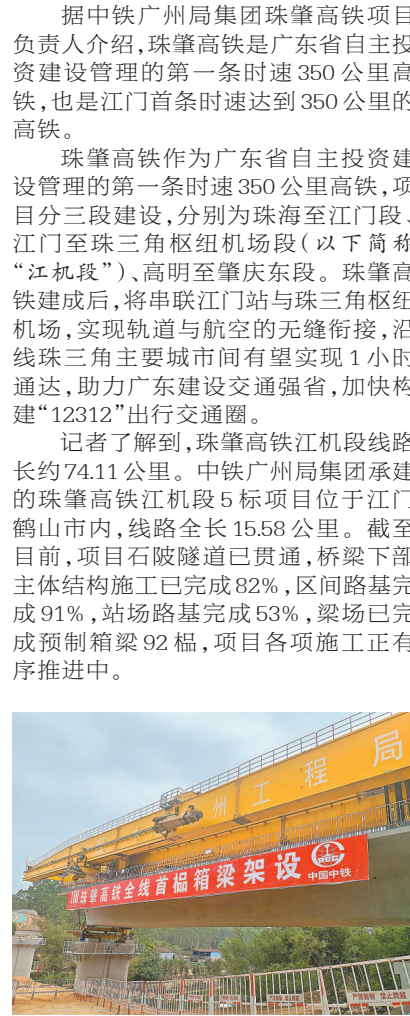 据中铁广州局集团珠肇高铁项目
负责人介绍,珠肇高铁是广东省自主投
资建设管理的第一条时速350公里高
铁,也是江门首条时速达到350公里的
高铁。
珠肇高铁作为广东省自主投资建
设管理的第一条时速350公里高铁,项
目分三段建设,分别为珠海至江门段、
江门至珠三角枢纽机场段(以下简称
“江机段”)、高明至肇庆东段。珠肇高
铁建成后,将串联江门站与珠三角枢纽
机场,实现轨道与航空的无缝衔接,沿
线珠三角主要城市间有望实现1小时
通达,助力广东建设交通强省,加快构
建“12312”出行交通圈。
记者了解到,珠肇高铁江机段线路
长约74.11公里。中铁广州局集团承建
的珠肇高铁江机段5标项目位于江门
鹤山市内,线路全长15.58公里。截至
目前,项目石陂隧道已贯通,桥梁下部
主体结构施工已完成82%,区间路基完
成91%,站场路基完成53%,梁场已完
成预制箱梁92榀,项目各项施工正有
序推进中。
州工程局
珠肇高铁全线首榀箱梁架设
CREC
中国中铁
严禁翻越 禁止跨越